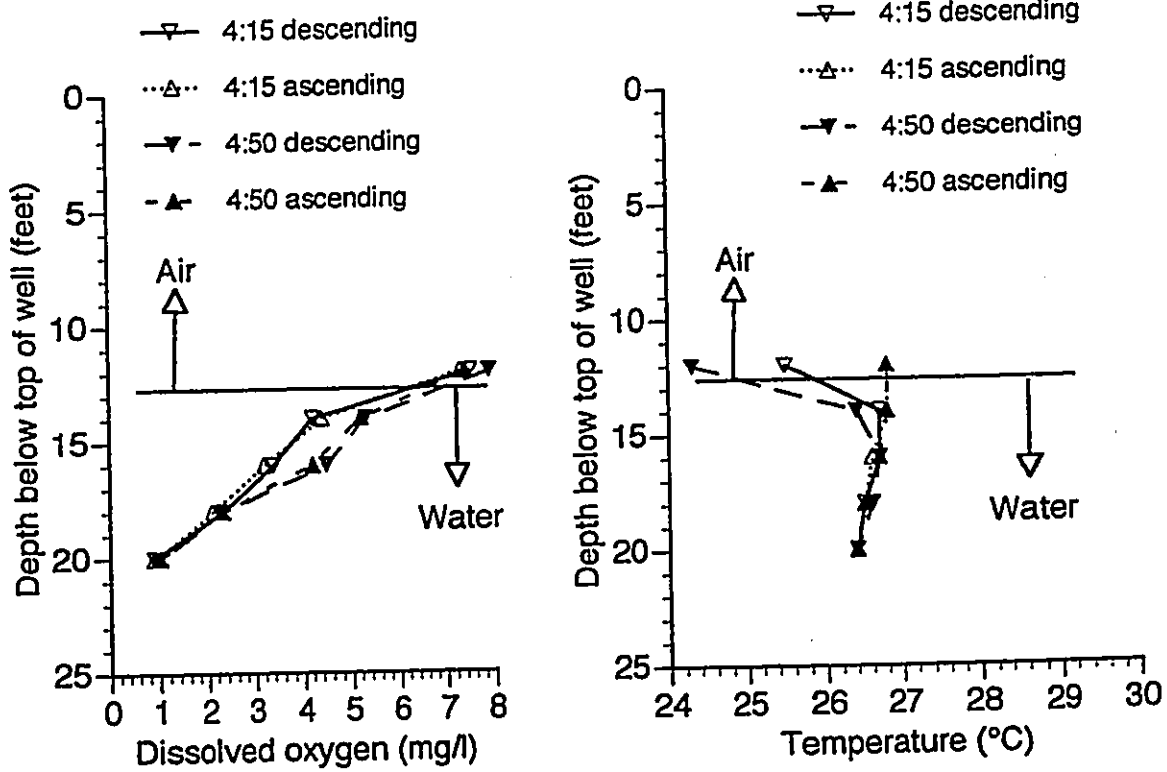 4:15 descending
4:15 ascending
4:50 descending
4:50 ascending
0
5
10
15
20
25
Depth below top of well (feet)
Air
Water
0 1 2 3 4 5 6 7 8
Dissolved oxygen (mg/l)
4:15 descending
4:15 ascending
4:50 descending
4:50 ascending
0
5
10
15
20
25
Depth below top of well (feet)
Air
Water
24 25 26 27 28 29 30
Temperature (°C)